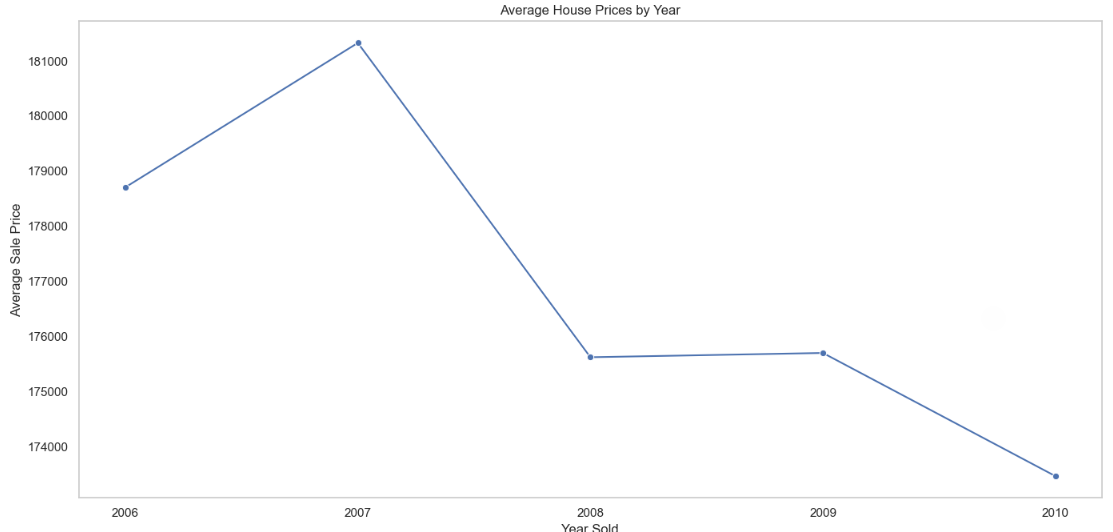 Average House Prices by Year
Average Sale Price
181000
180000
179000
178000
177000
176000
175000
174000
2006 2007 2008 2009 2010
Year Sold